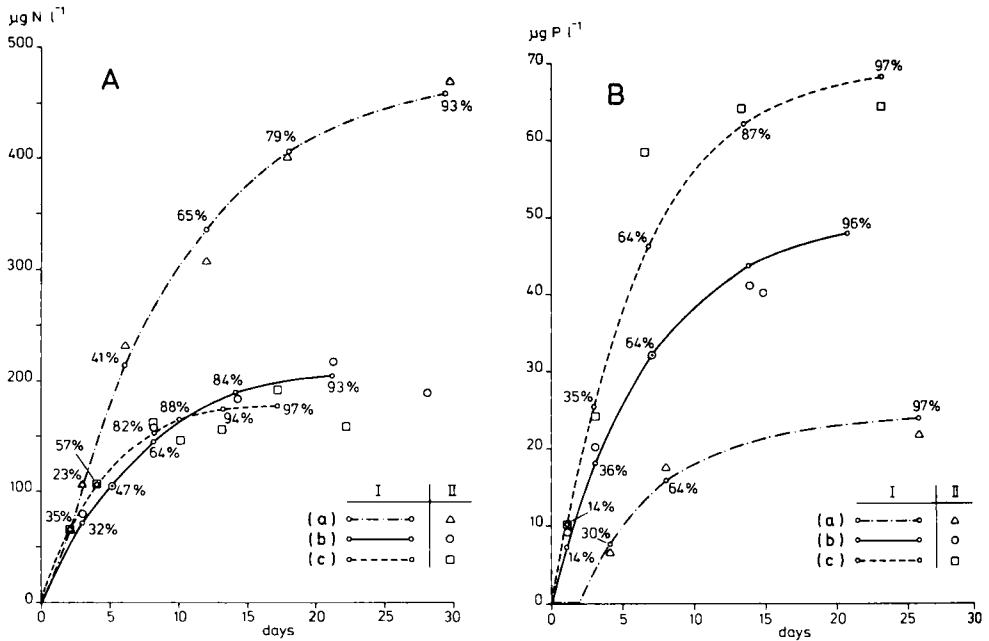 µg N l⁻¹
A
500
400
300
200
100
0
93%
79%
65%
41%
84%
93%
88%
82%
94%
97%
64%
57%
23%
47%
35%
32%
I II
(a)
(b)
(c)
0 5 10 15 20 25 30
days
µg P l⁻¹
B
70
60
50
40
30
20
10
0
97%
87%
64%
96%
64%
35%
36%
97%
64%
14%
30%
14%
I II
(a)
(b)
(c)
0 5 10 15 20 25 30
days